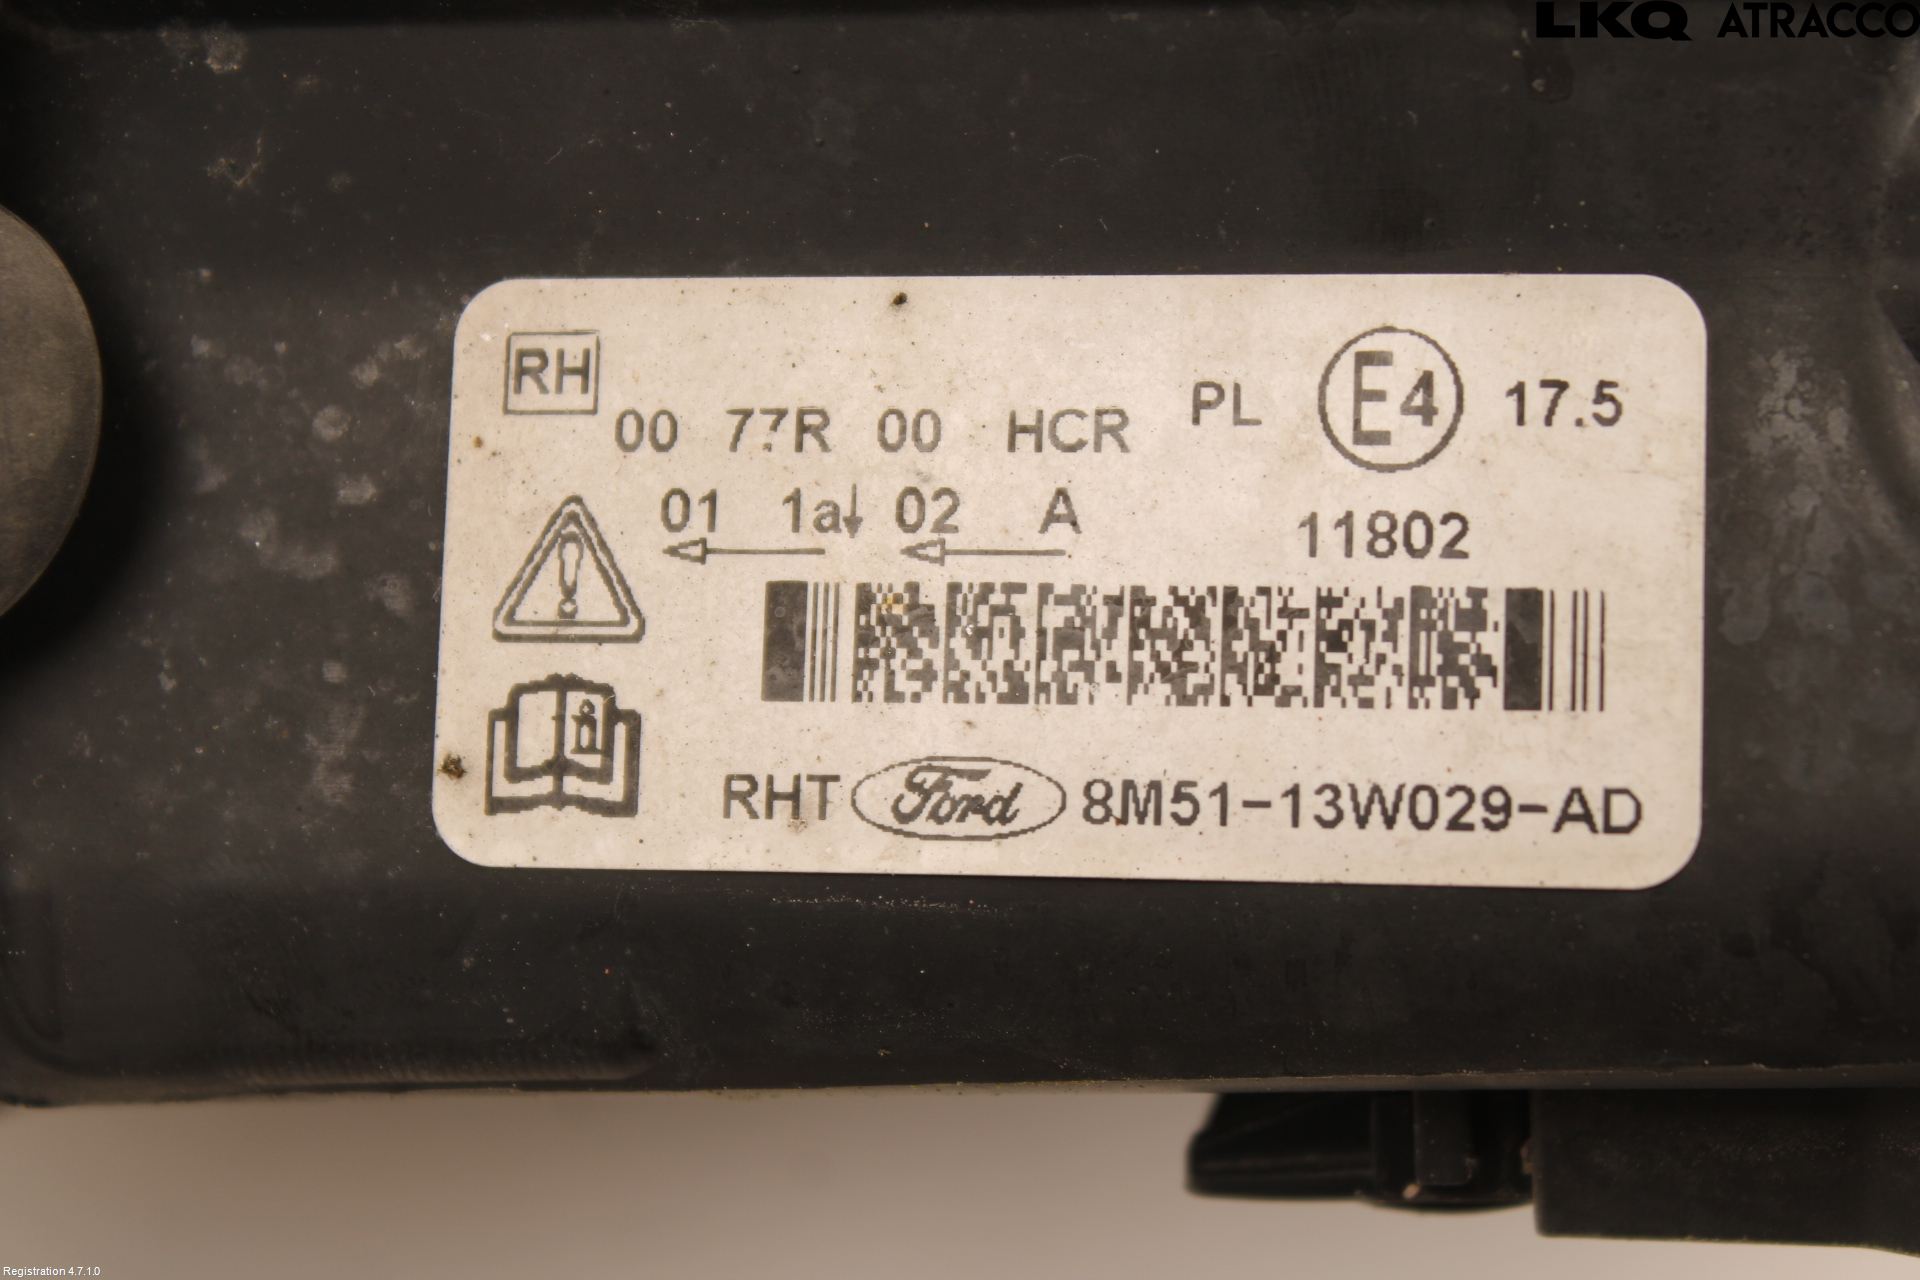 LKQ ATRACCO
RH
00 77R 00 HCR PL E4 17.5
01 1a↓ 02 A 11802
RHT Ford 8M51-13W029-AD
Registration 4.7.1.0